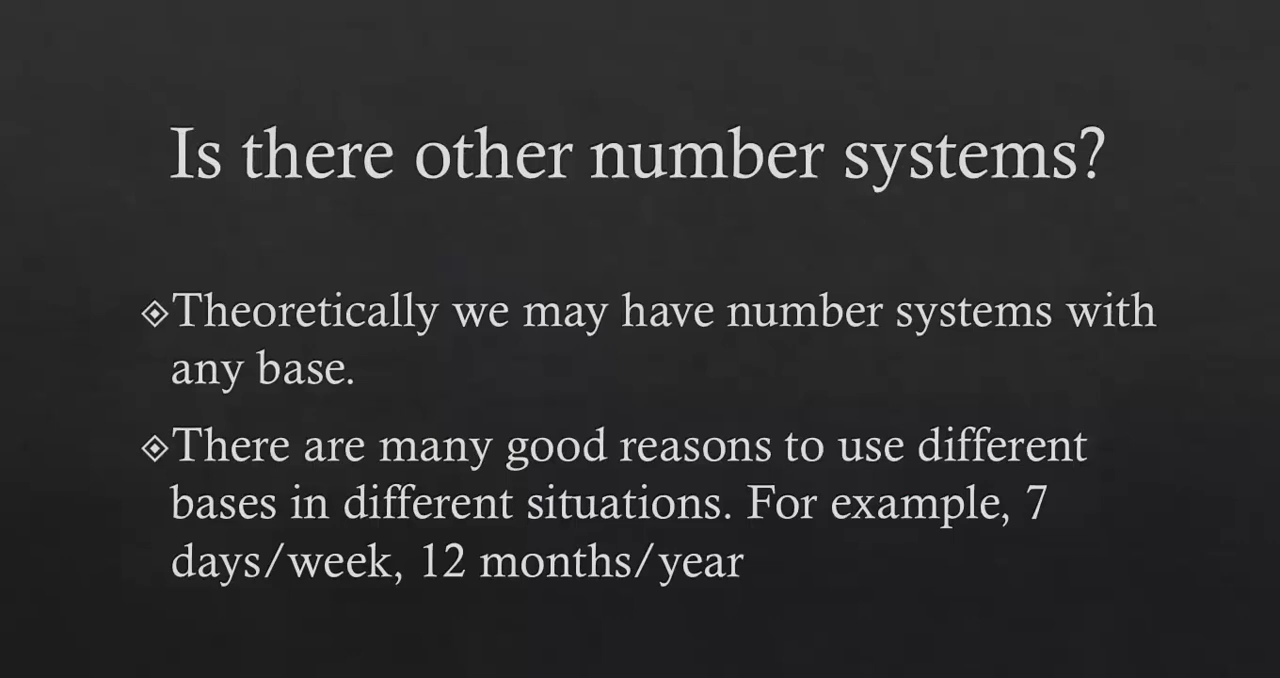 Is there other number systems?
Theoretically we may have number systems with
any base.
There are many good reasons to use different
bases in different situations. For example, 7
days/week, 12 months/year